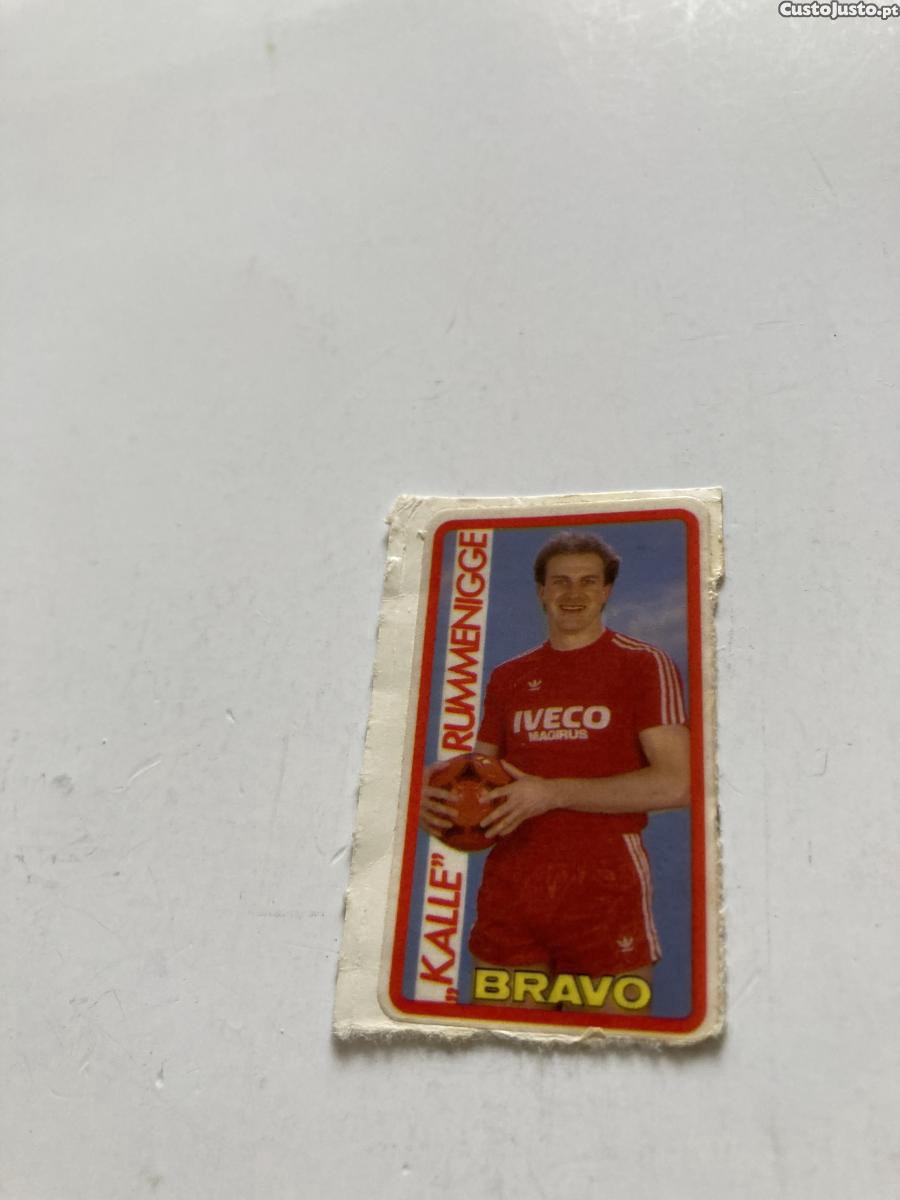 CustoJusto.pt
„KALLE” RUMMENIGGE
IVECO
MAGIRUS
BRAVO